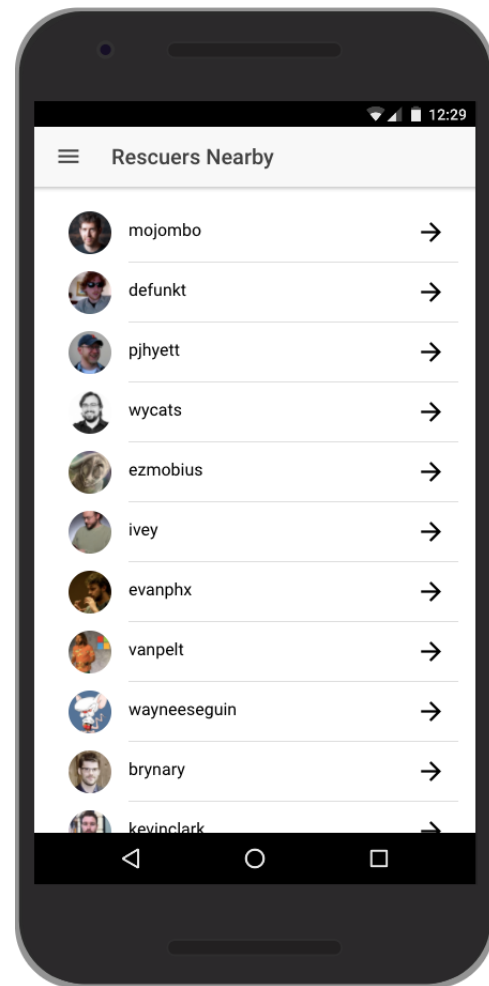 12:29
Rescuers Nearby
mojombo
defunkt
pjhyett
wycats
ezmobius
ivey
evanphx
vanpelt
wayneeseguin
brynary
kevinclark